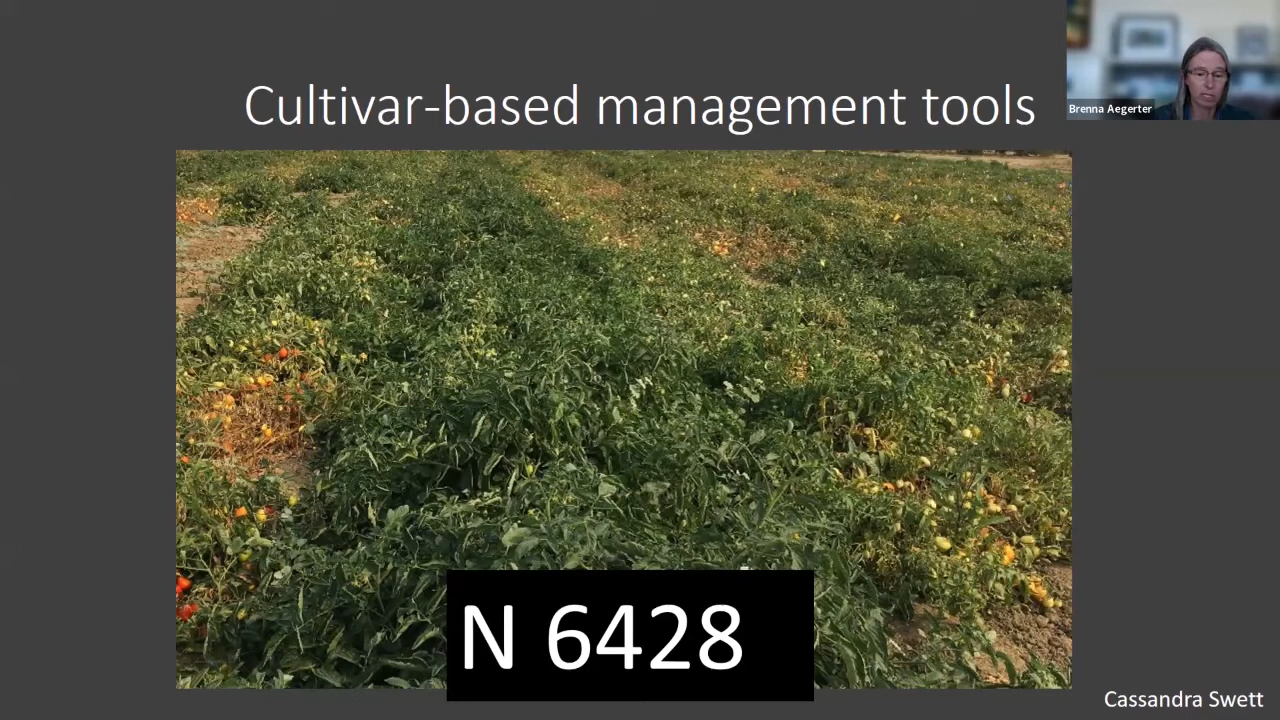 Cultivar-based management tools
Brenna Aegerter
N 6428
Cassandra Swett